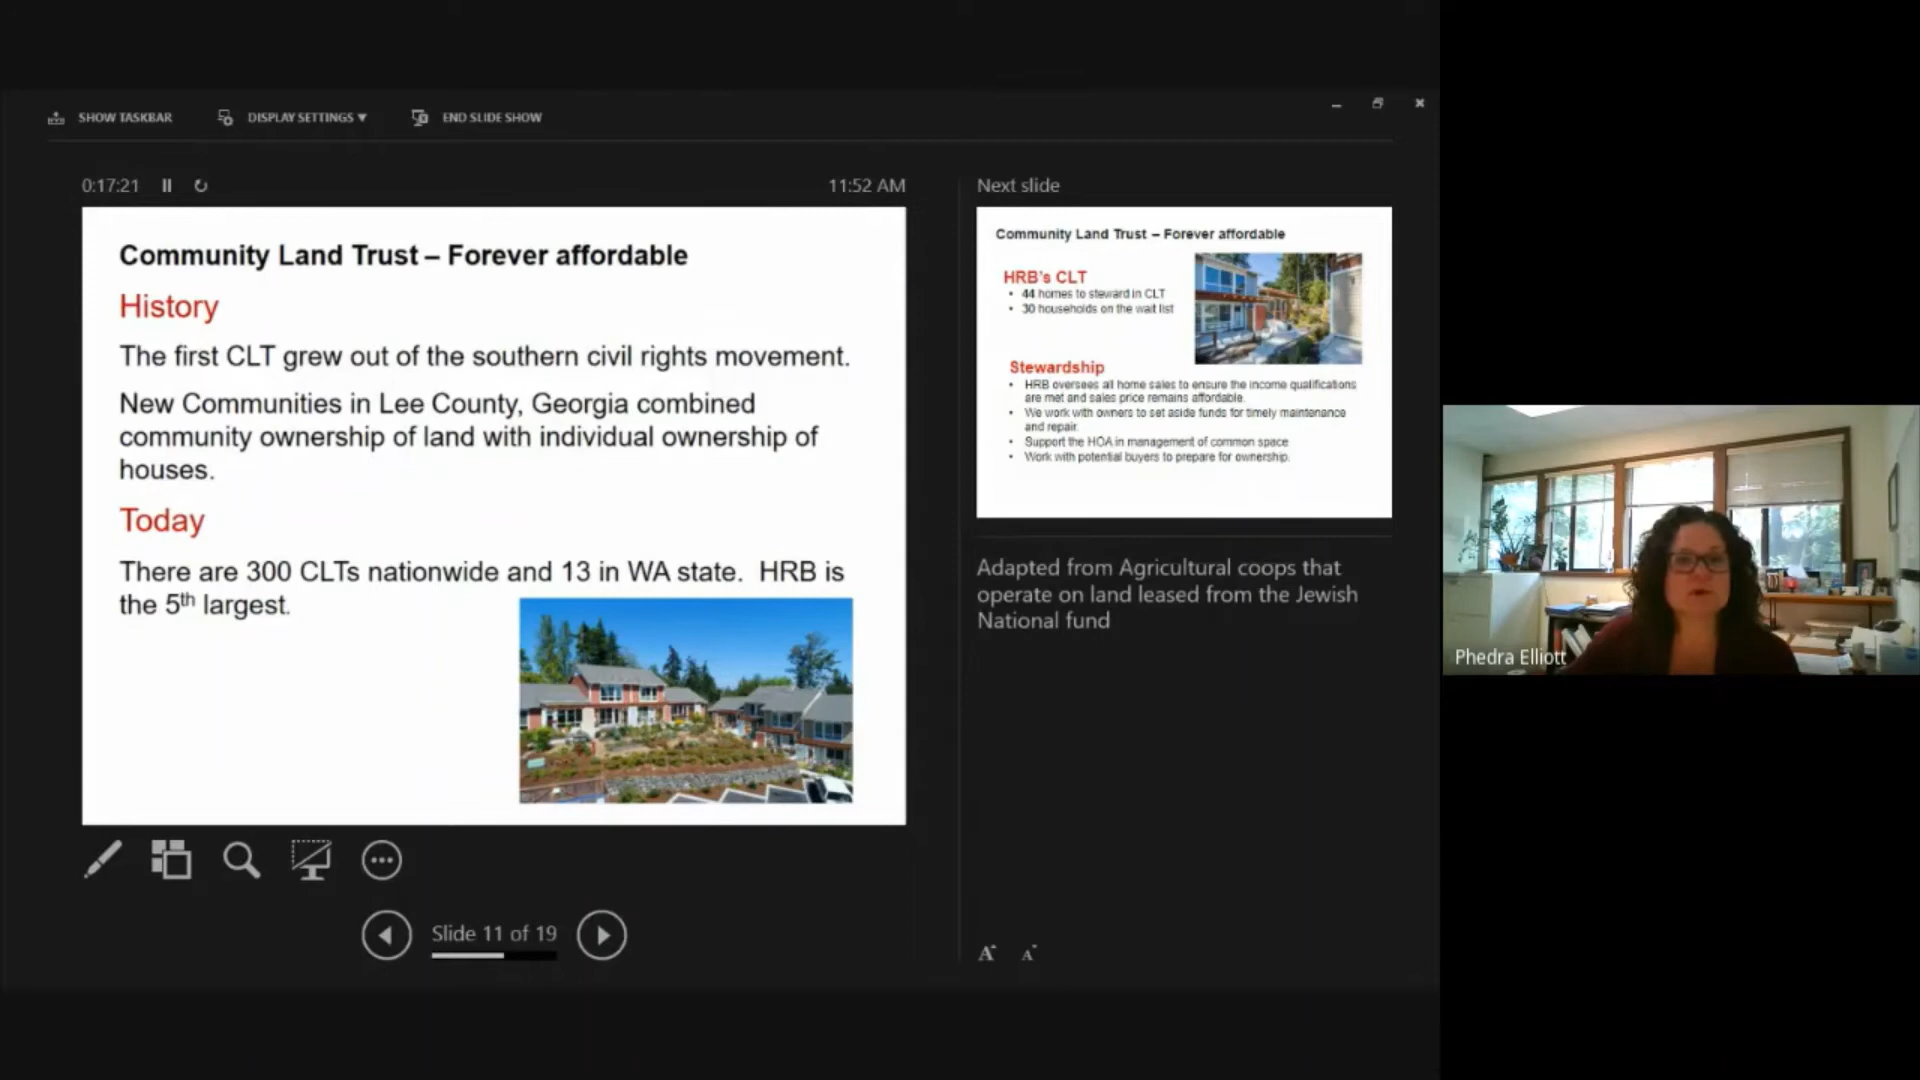 SHOW TASKBAR
DISPLAY SETTINGS ▼
END SLIDE SHOW
0:17:21
11:52 AM
Community Land Trust – Forever affordable
History
The first CLT grew out of the southern civil rights movement.
New Communities in Lee County, Georgia combined
community ownership of land with individual ownership of
houses.
Today
There are 300 CLTs nationwide and 13 in WA state. HRB is
the 5th largest.
Slide 11 of 19
Next slide
Community Land Trust – Forever affordable
HRB's CLT
• 44 homes to steward in CLT
• 30 households on the wait list
Stewardship
• HRB oversees all home sales to ensure the income qualifications
are met and sales price remains affordable.
• We work with owners to set aside funds for timely maintenance
and repair.
• Support the HOA in management of common space
• Work with potential buyers to prepare for ownership.
Adapted from Agricultural coops that
operate on land leased from the Jewish
National fund
A A
Phedra Elliott